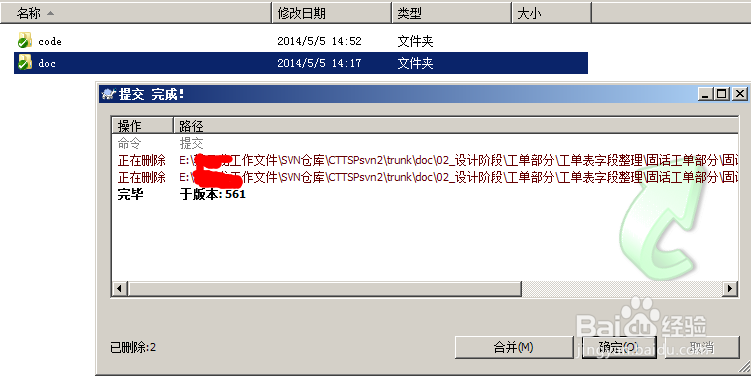 名称 修改日期 类型 大小
code 2014/5/5 14:52 文件夹
doc 2014/5/5 14:17 文件夹
提交 完成!
操作 路径
命令 提交
正在删除 E:\ 工作文件\SVN仓库\CTTSPsvn2\trunk\doc\02_设计阶段\工单部分\工单表字段整理\固话工单部分\固
正在删除 E:\ 工作文件\SVN仓库\CTTSPsvn2\trunk\doc\02_设计阶段\工单部分\工单表字段整理\固话工单部分\固
完毕 于版本: 561
已删除:2
合并(M) 确定(O) 取消
Baidu 经验
jingyan.baidu.com